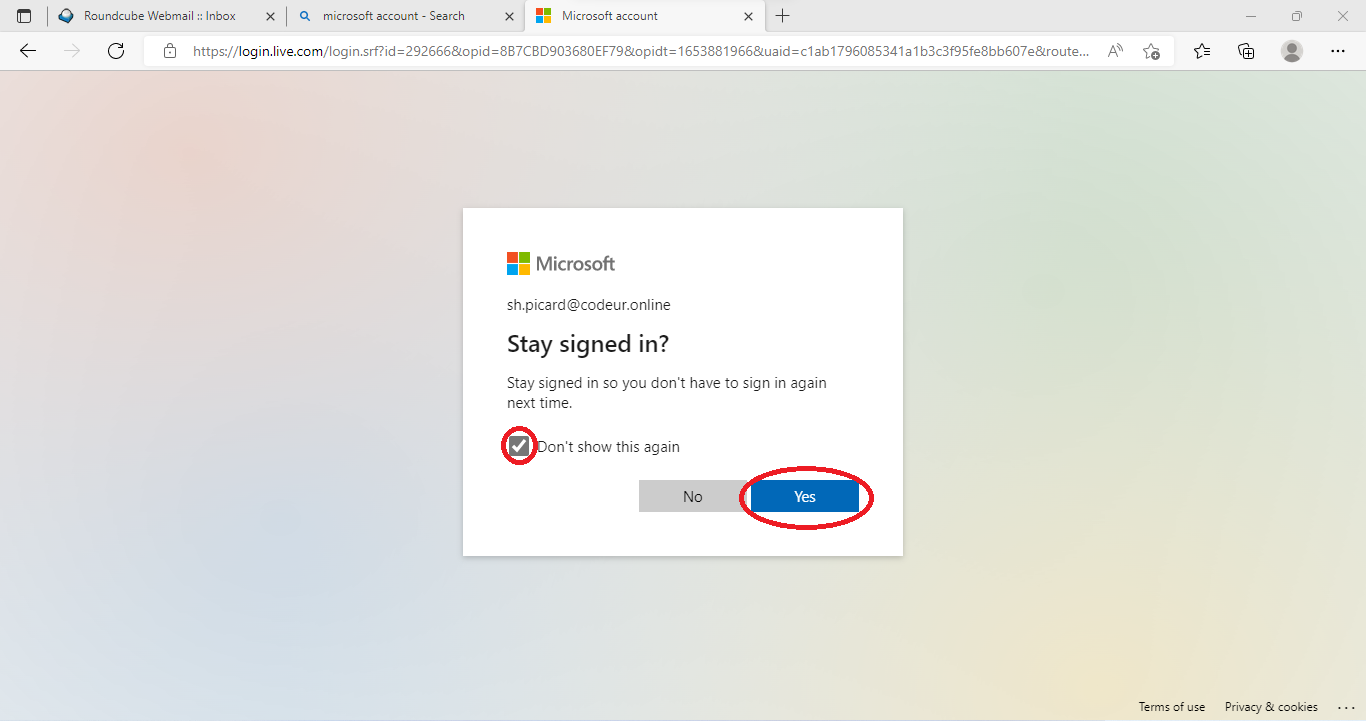 Roundcube Webmail :: Inbox
microsoft account - Search
Microsoft account
https://login.live.com/login.srf?id=292666&opid=8B7CBD903680EF79&opidt=1653881966&uaid=c1ab1796085341a1b3c3f95fe8bb607e&route...
Microsoft
sh.picard@codeur.online
Stay signed in?
Stay signed in so you don't have to sign in again
next time.
Don't show this again
No
Yes
Terms of use
Privacy & cookies